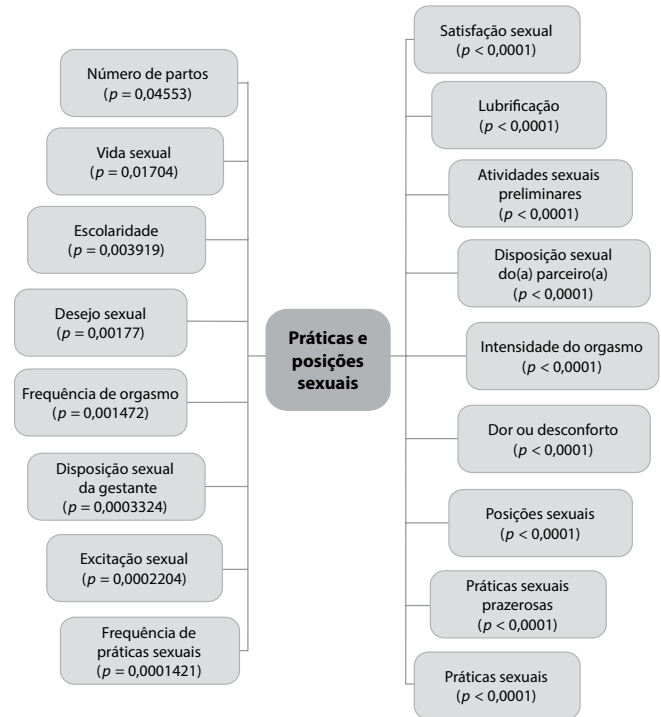 Número de partos
(p = 0,04553)
Vida sexual
(p = 0,01704)
Escolaridade
(p = 0,003919)
Desejo sexual
(p = 0,00177)
Frequência de orgasmo
(p = 0,001472)
Disposição sexual
da gestante
(p = 0,0003324)
Excitação sexual
(p = 0,0002204)
Frequência de
práticas sexuais
(p = 0,0001421)
Práticas e
posições
sexuais
Satisfação sexual
(p < 0,0001)
Lubrificação
(p < 0,0001)
Atividades sexuais
preliminares
(p < 0,0001)
Disposição sexual
do(a) parceiro(a)
(p < 0,0001)
Intensidade do orgasmo
(p < 0,0001)
Dor ou desconforto
(p < 0,0001)
Posições sexuais
(p < 0,0001)
Práticas sexuais
prazerosas
(p < 0,0001)
Práticas sexuais
(p < 0,0001)